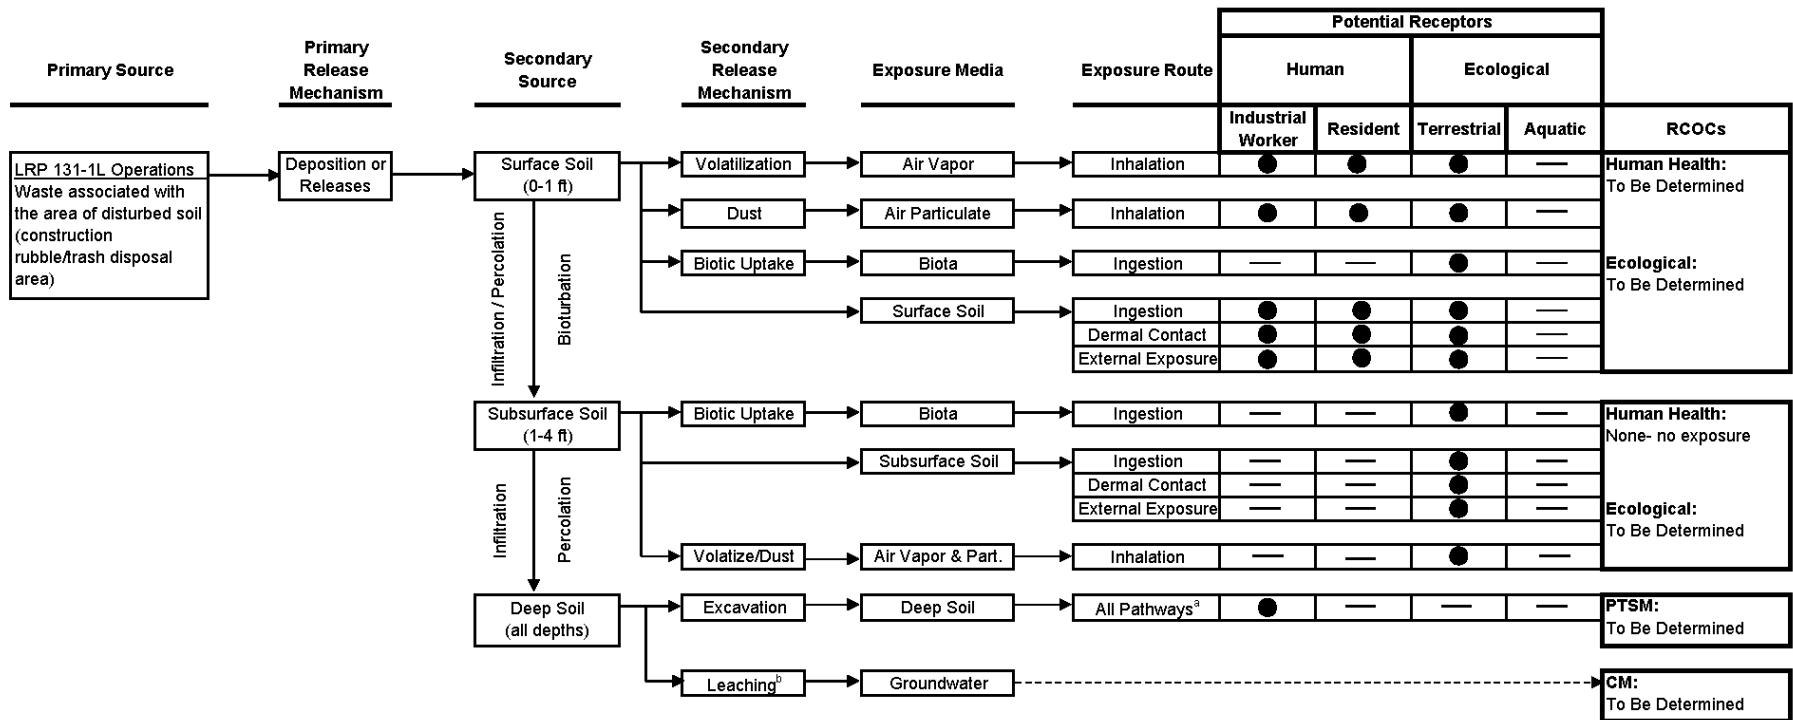 Potential Receptors
Primary Source
Primary
Release
Mechanism
Secondary
Source
Secondary
Release
Mechanism
Exposure Media
Exposure Route
Human
Ecological
Industrial
Worker
Resident
Terrestrial
Aquatic
RCOCs
LRP 131-1L Operations
Waste associated with
the area of disturbed soil
(construction
rubble/trash disposal
area)
Deposition or
Releases
Surface Soil
(0-1 ft)
Volatilization
Air Vapor
Inhalation
Human Health:
To Be Determined
Dust
Air Particulate
Inhalation
Biotic Uptake
Biota
Ingestion
Ecological:
To Be Determined
Surface Soil
Ingestion
Dermal Contact
External Exposure
Infiltration / Percolation
Bioturbation
Subsurface Soil
(1-4 ft)
Biotic Uptake
Biota
Ingestion
Human Health:
None- no exposure
Subsurface Soil
Ingestion
Dermal Contact
External Exposure
Ecological:
To Be Determined
Infiltration
Percolation
Volatize/Dust
Air Vapor & Part.
Inhalation
Deep Soil
(all depths)
Excavation
Deep Soil
All Pathwaysᵃ
PTSM:
To Be Determined
Leachingᵇ
Groundwater
CM:
To Be Determined